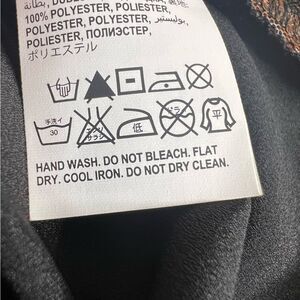 100% POLYESTER, POLIESTER,
POLYESTER, POLYESTER, بوليستير,
POLIESTER, ПОЛИЭСТЕР,
ポリエステル
手洗イ
30
低
平
HAND WASH. DO NOT BLEACH. FLAT
DRY. COOL IRON. DO NOT DRY CLEAN.